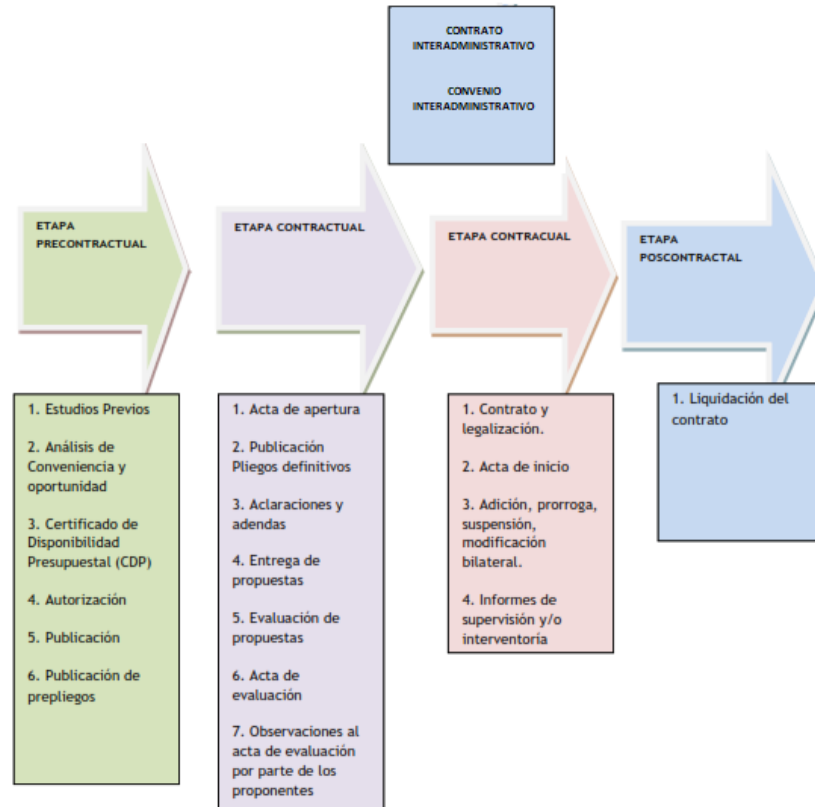 CONTRATO
INTERADMINISTRATIVO
CONVENIO
INTERADMINISTRATIVO
ETAPA
PRECONTRACTUAL
ETAPA CONTRACTUAL
ETAPA CONTRACUAL
ETAPA
POSCONTRACTAL
1. Estudios Previos
2. Análisis de
Conveniencia y
oportunidad
3. Certificado de
Disponibilidad
Presupuestal (CDP)
4. Autorización
5. Publicación
6. Publicación de
prepliegos
1. Acta de apertura
2. Publicación
Pliegos definitivos
3. Aclaraciones y
adendas
4. Entrega de
propuestas
5. Evaluación de
propuestas
6. Acta de
evaluación
7. Observaciones al
acta de evaluación
por parte de los
proponentes
1. Contrato y
legalización.
2. Acta de inicio
3. Adición, prorroga,
suspensión,
modificación
bilateral.
4. Informes de
supervisión y/o
interventoría
1. Liquidación del
contrato